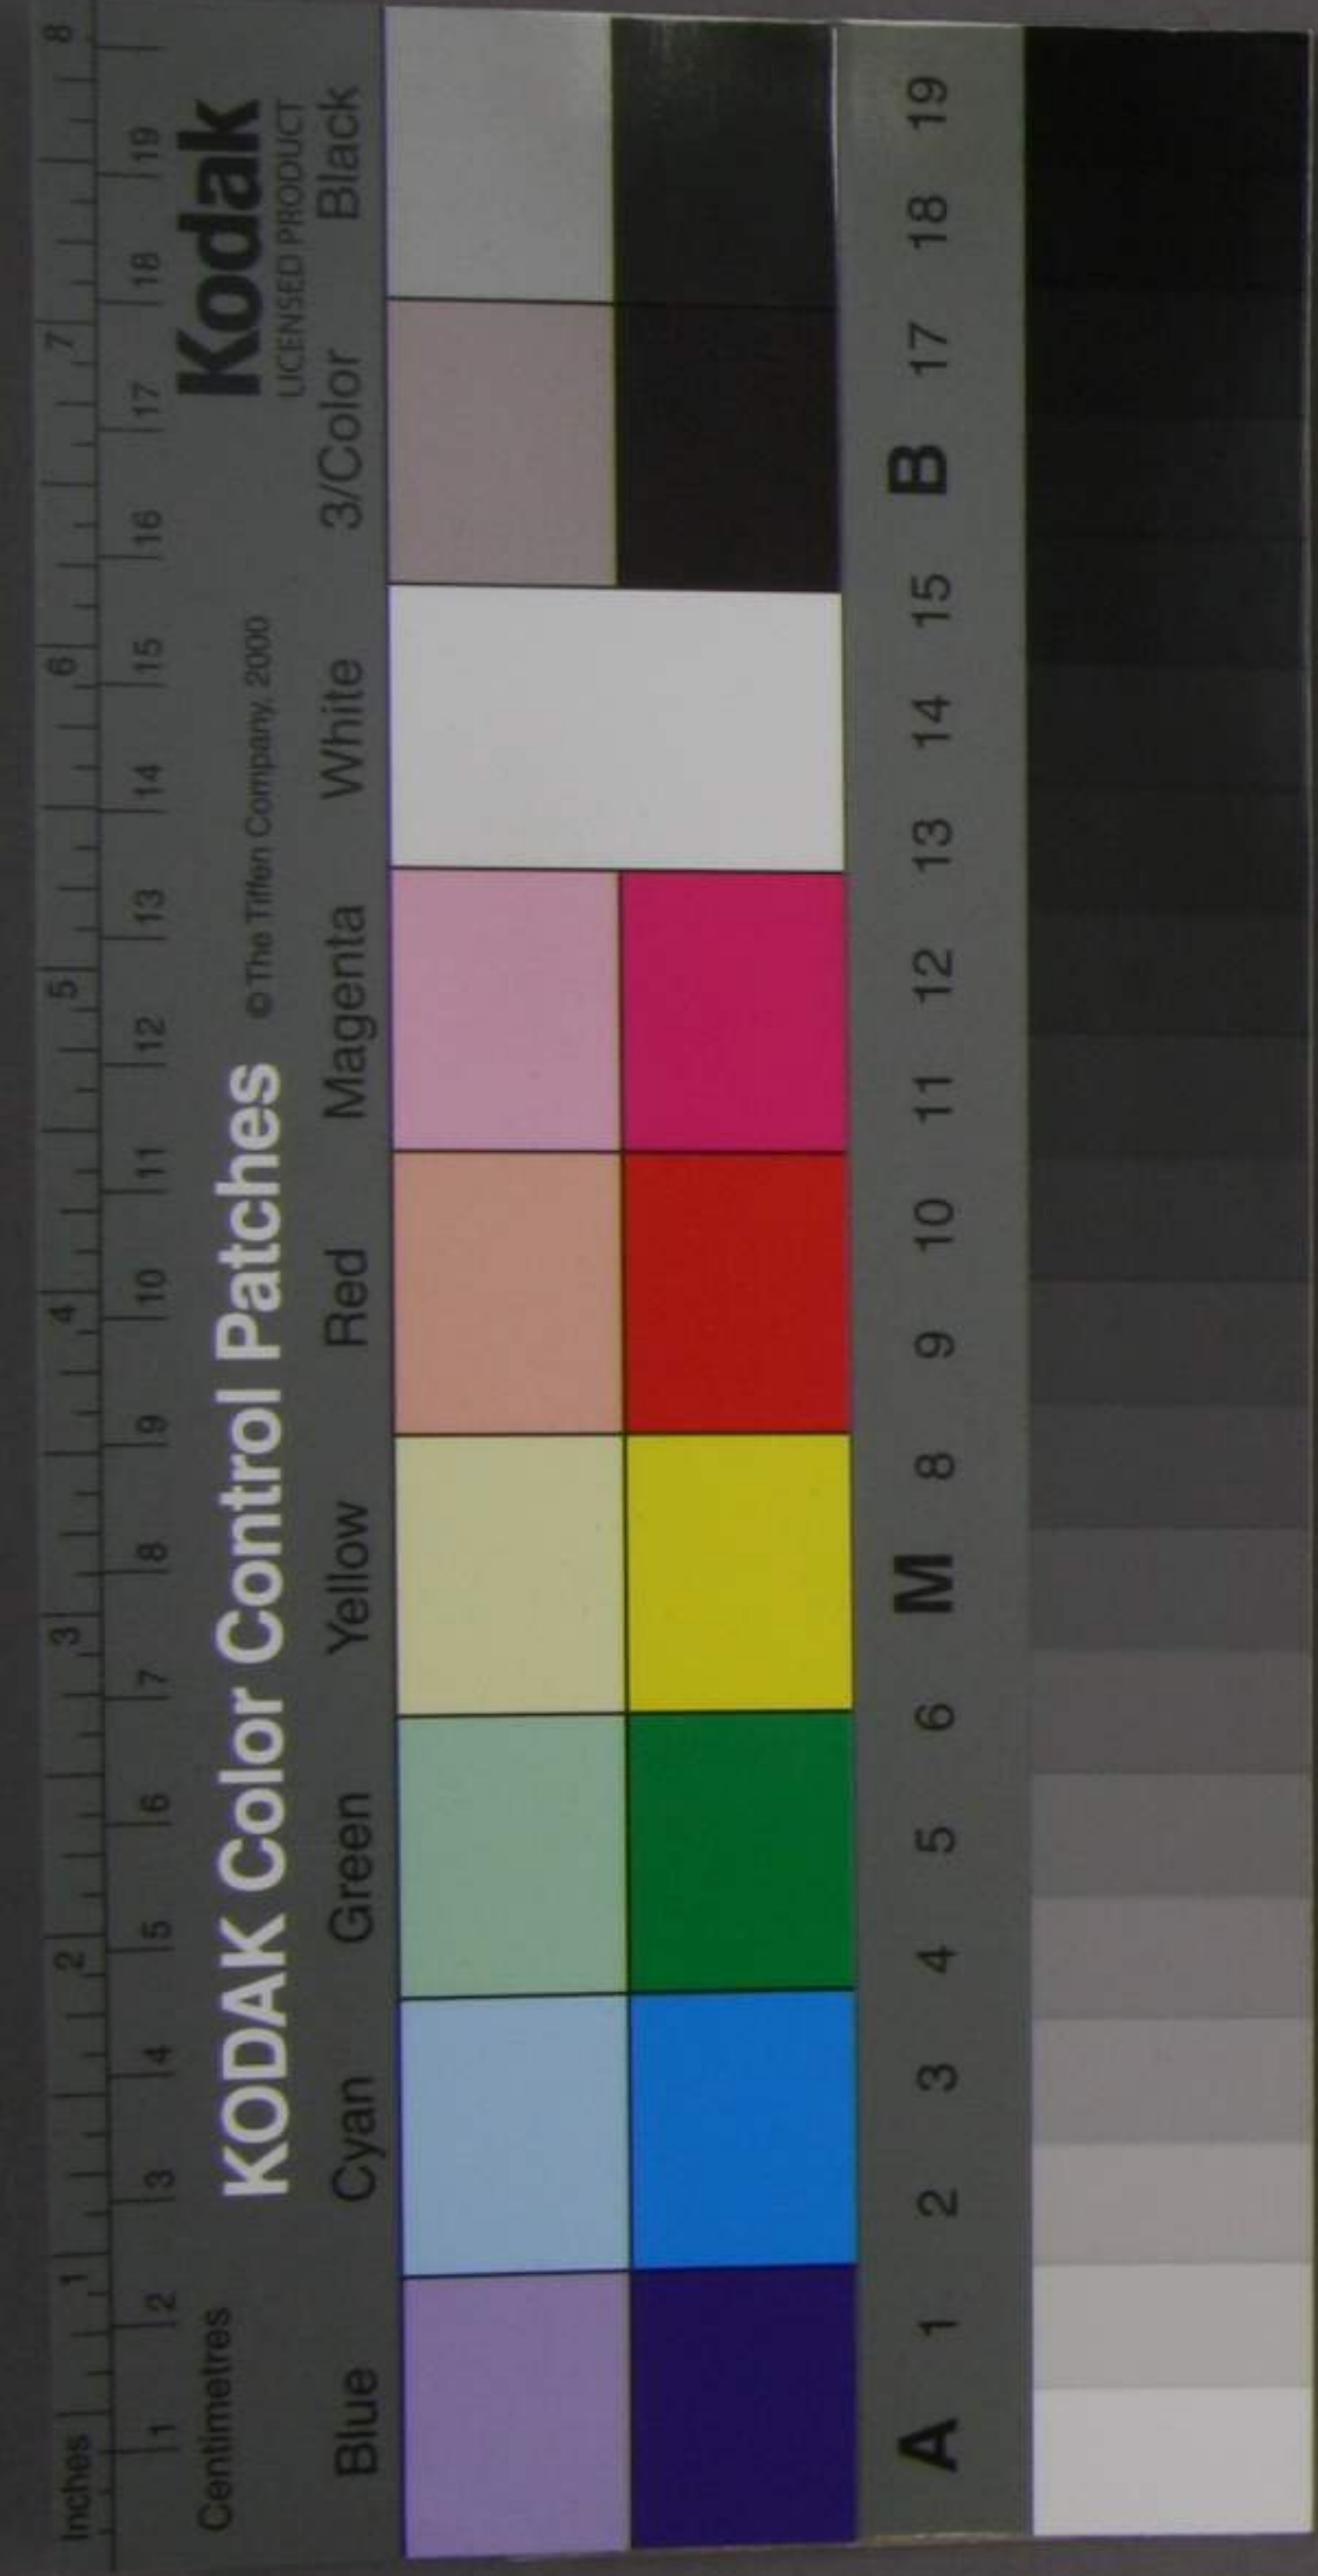 Inches 1 2 3 4 5 6 7 8
1 2 3 4 5 6 7 8 9 10 11 12 13 14 15 16 17 18 19
Centimetres
KODAK Color Control Patches © The Tiffen Company, 2000
Kodak
LICENSED PRODUCT
Blue Cyan Green Yellow Red Magenta White 3/Color Black
A 1 2 3 4 5 6 M 8 9 10 11 12 13 14 15 B 17 18 19